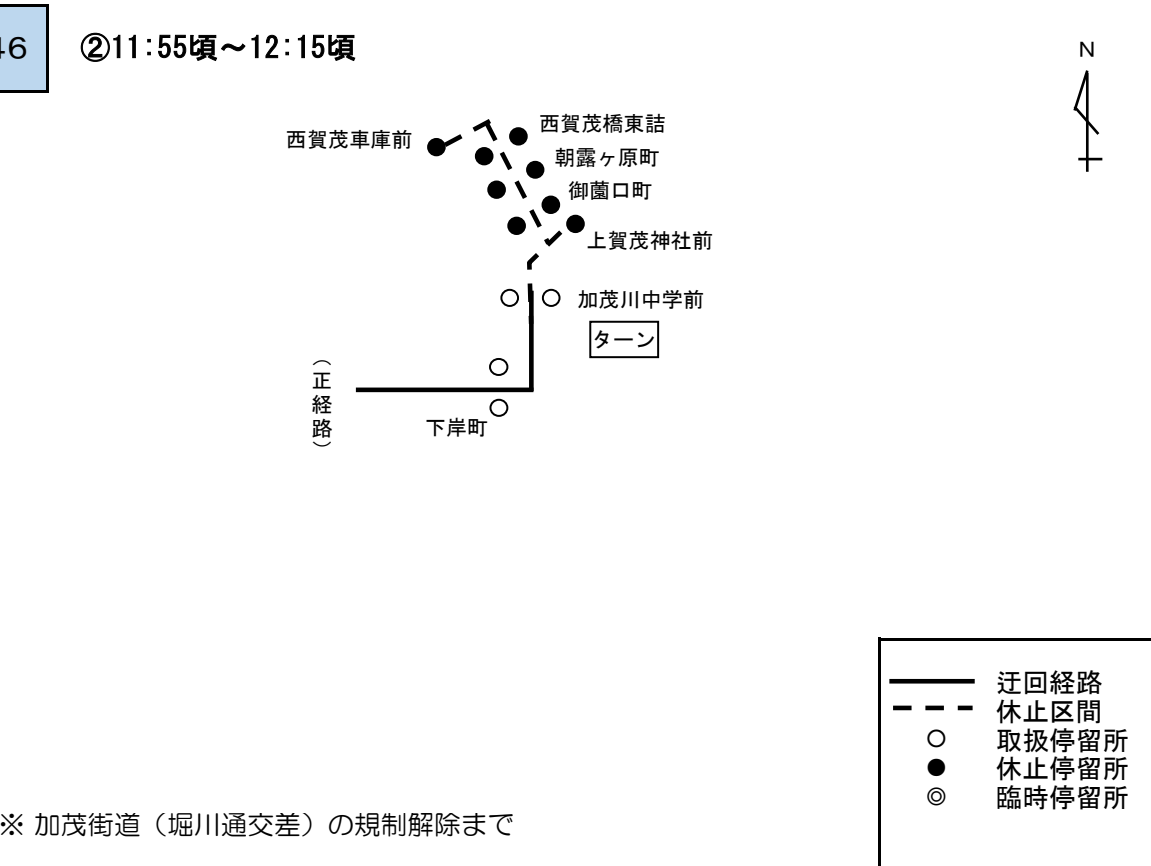 46
②11:55頃～12:15頃
N
西賀茂車庫前
西賀茂橋東詰
朝露ヶ原町
御薗口町
上賀茂神社前
加茂川中学前
ターン
（正経路）
下岸町
迂回経路
休止区間
取扱停留所
休止停留所
臨時停留所
※ 加茂街道（堀川通交差）の規制解除まで